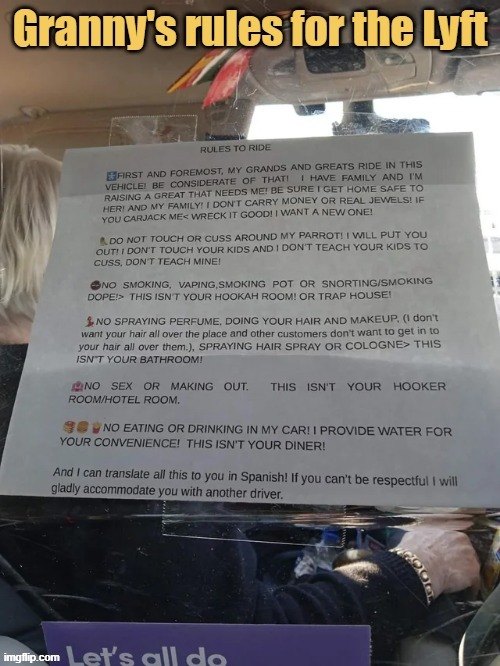 Granny's rules for the Lyft
RULES TO RIDE
FIRST AND FOREMOST, MY GRANDS AND GREATS RIDE IN THIS
VEHICLE! BE CONSIDERATE OF THAT! I HAVE FAMILY AND I'M
RAISING A GREAT THAT NEEDS ME! BE SURE I GET HOME SAFE TO
HER! AND MY FAMILY! I DON'T CARRY MONEY OR REAL JEWELS! IF
YOU CARJACK ME< WRECK IT GOOD! I WANT A NEW ONE!
🦜DO NOT TOUCH OR CUSS AROUND MY PARROT! I WILL PUT YOU
OUT! I DON'T TOUCH YOUR KIDS AND I DON'T TEACH YOUR KIDS TO
CUSS, DON'T TEACH MINE!
🚭NO SMOKING, VAPING,SMOKING POT OR SNORTING/SMOKING
DOPE!> THIS ISN'T YOUR HOOKAH ROOM! OR TRAP HOUSE!
💃NO SPRAYING PERFUME, DOING YOUR HAIR AND MAKEUP, (I don't
want your hair all over the place and other customers don't want to get in to
your hair all over them.), SPRAYING HAIR SPRAY OR COLOGNE> THIS
ISN"T YOUR BATHROOM!
🏩NO SEX OR MAKING OUT. THIS ISN'T YOUR HOOKER
ROOM/HOTEL ROOM.
🥞🍔🍟NO EATING OR DRINKING IN MY CAR! I PROVIDE WATER FOR
YOUR CONVENIENCE! THIS ISN'T YOUR DINER!
And I can translate all this to you in Spanish! If you can't be respectful I will
gladly accommodate you with another driver.
Let's all do
imgflip.com